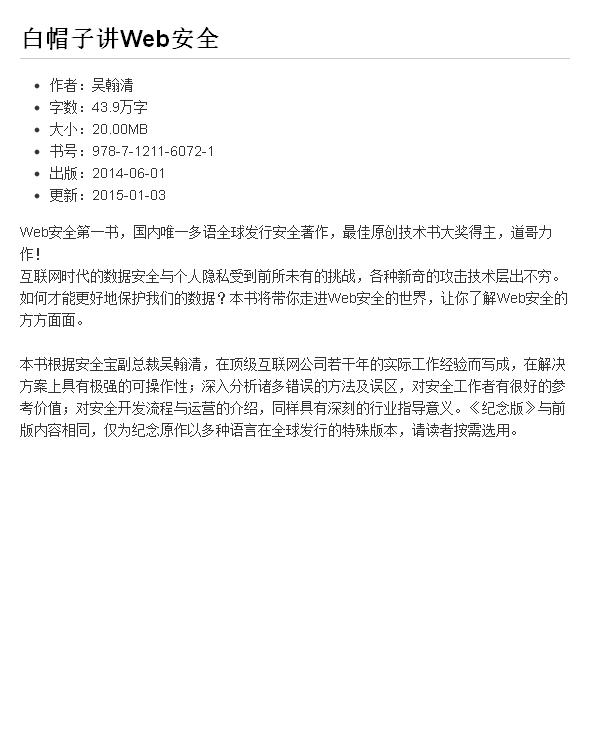 白帽子讲Web安全
作者：吴翰清
字数：43.9万字
大小：20.00MB
书号：978-7-1211-6072-1
出版：2014-06-01
更新：2015-01-03
Web安全第一书，国内唯一多语全球发行安全著作，最佳原创技术书大奖得主，道哥力
作！
互联网时代的数据安全与个人隐私受到前所未有的挑战，各种新奇的攻击技术层出不穷。
如何才能更好地保护我们的数据？本书将带你走进Web安全的世界，让你了解Web安全的
方方面面。
本书根据安全宝副总裁吴翰清，在顶级互联网公司若干年的实际工作经验而写成，在解决
方案上具有极强的可操作性；深入分析诸多错误的方法及误区，对安全工作者有很好的参
考价值；对安全开发流程与运营的介绍，同样具有深刻的行业指导意义。《纪念版》与前
版内容相同，仅为纪念原作以多种语言在全球发行的特殊版本，请读者按需选用。